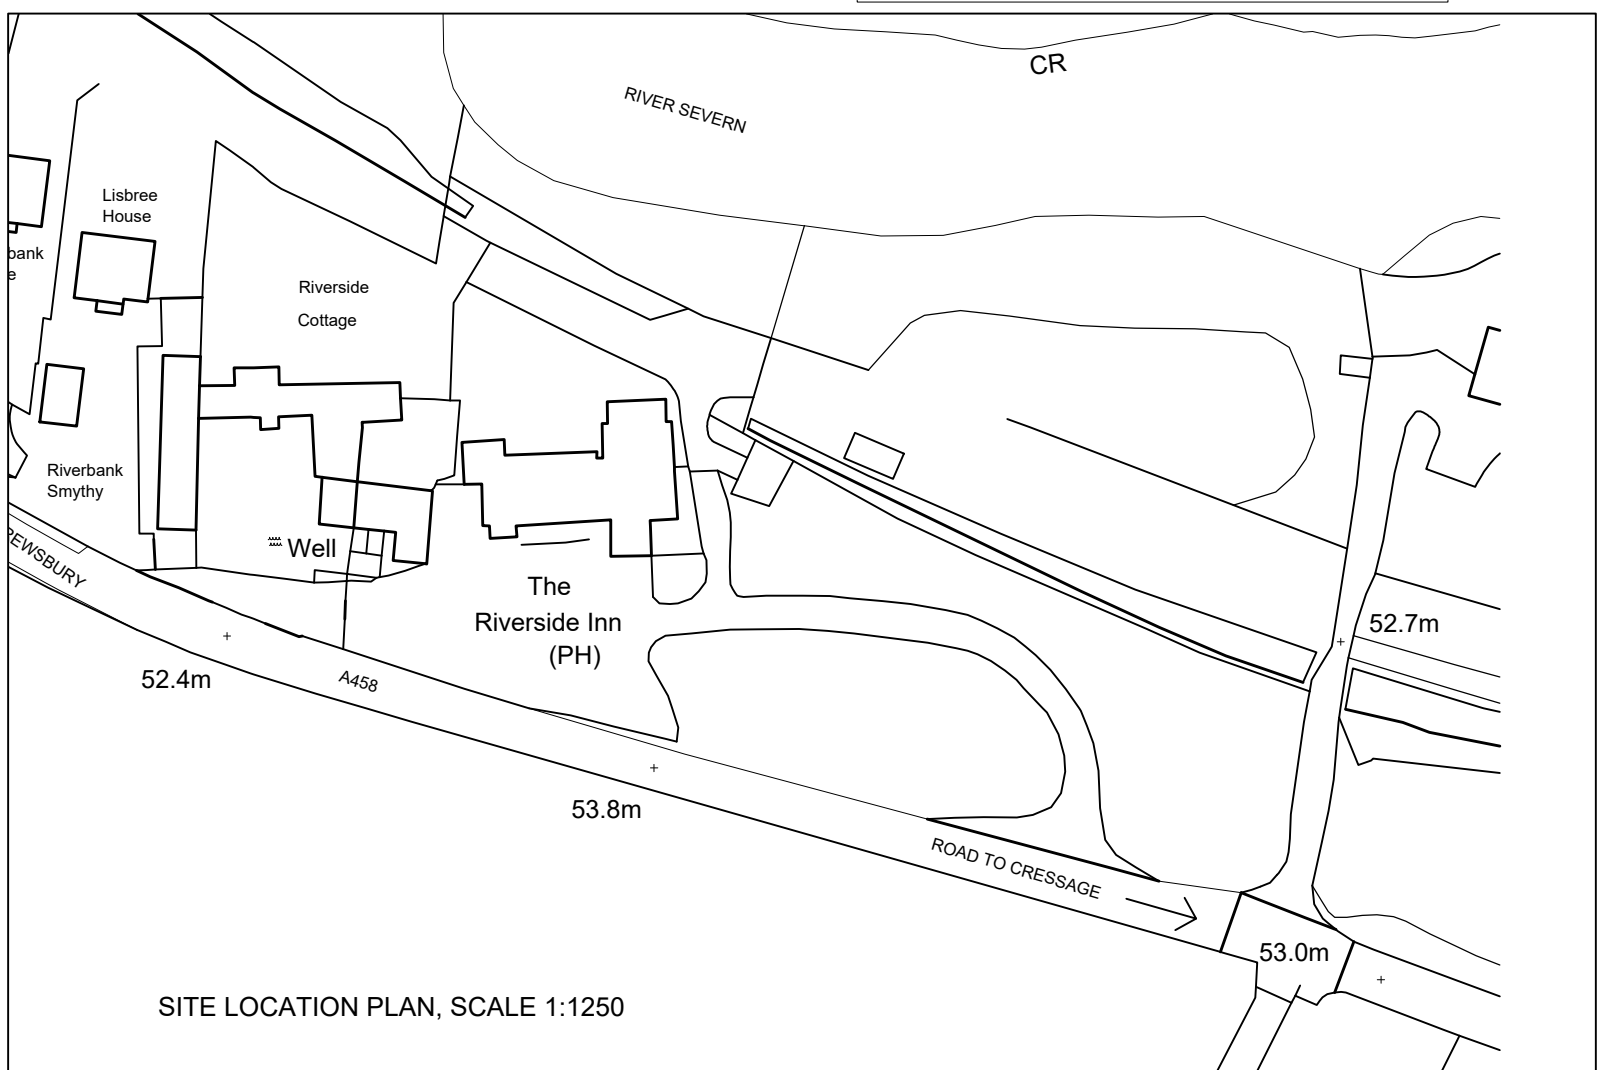 CR
RIVER SEVERN
Lisbree
House
bank
e
Riverside
Cottage
Riverbank
Smythy
REWSBURY
Well
The
Riverside Inn
(PH)
52.7m
52.4m
A458
53.8m
ROAD TO CRESSAGE
53.0m
SITE LOCATION PLAN, SCALE 1:1250